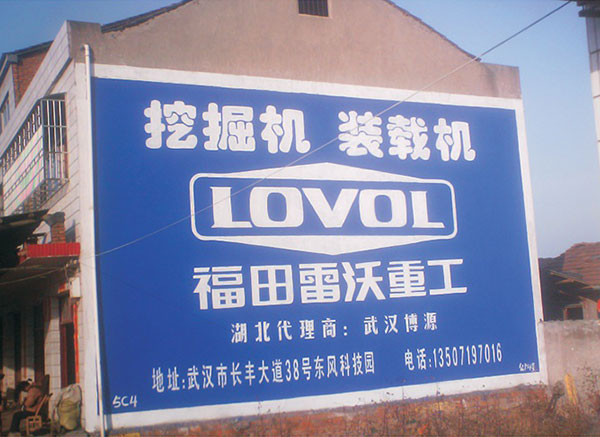 挖掘机 装载机
LOVOL
福田雷沃重工
湖北代理商: 武汉博源
地址:武汉市长丰大道38号东风科技园 电话:13507197016
5C4